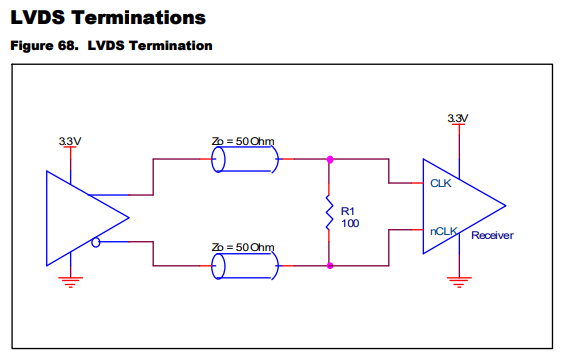 LVDS Terminations
Figure 68. LVDS Termination
3.3V
3.3V
Zo = 50 Ohm
CLK
R1
100
nCLK
Receiver
Zo = 50 Ohm